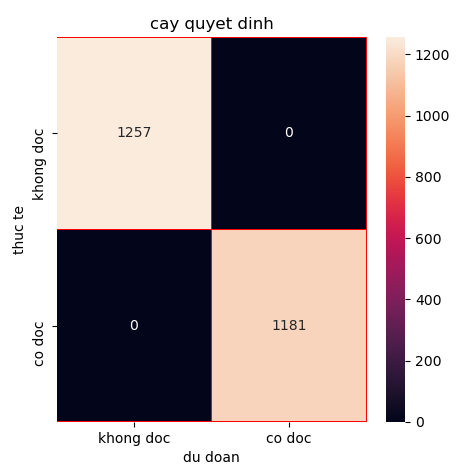 cay quyet dinh
1257
0
0
1181
khong doc
co doc
thuc te
khong doc
co doc
du doan
1200
1000
800
600
400
200
0